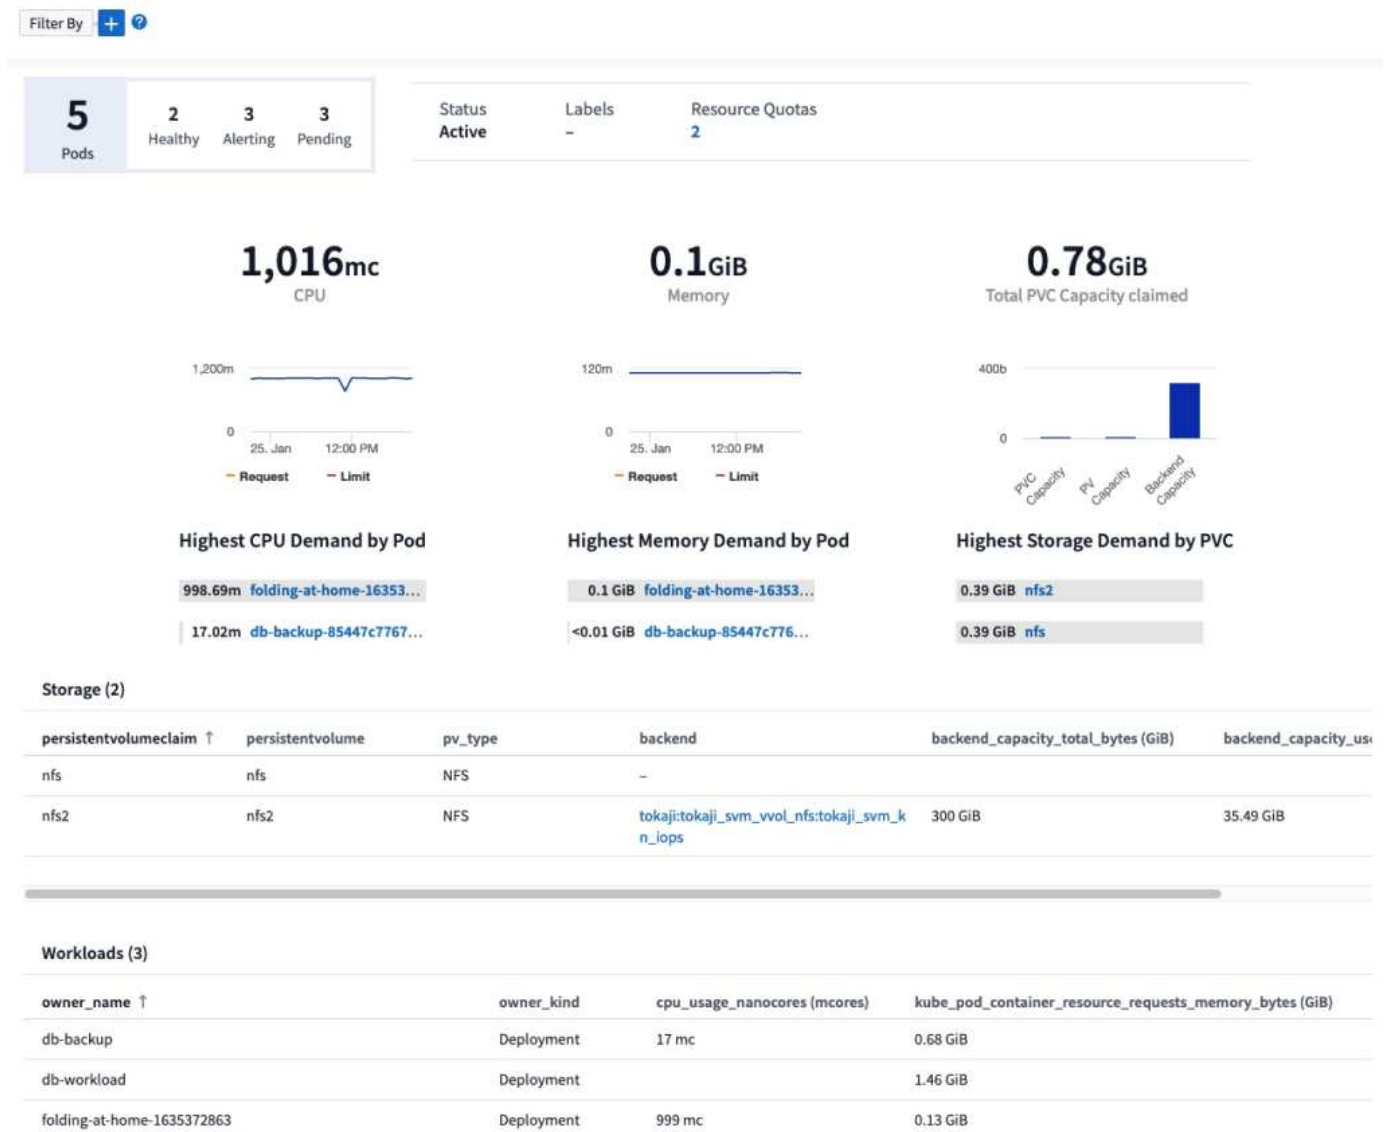 Filter By + ?
5 2 3 3
Pods Healthy Alerting Pending
Status Labels Resource Quotas
Active – 2
1,016mc 0.1GiB 0.78GiB
CPU Memory Total PVC Capacity claimed
1,200m 120m 400b
0 0 0
25. Jan 12:00 PM 25. Jan 12:00 PM PVC Capacity PV Capacity Backend Capacity
Request Limit Request Limit
Highest CPU Demand by Pod Highest Memory Demand by Pod Highest Storage Demand by PVC
998.69m folding-at-home-16353... 0.1 GiB folding-at-home-16353... 0.39 GiB nfs2
17.02m db-backup-85447c7767... <0.01 GiB db-backup-85447c776... 0.39 GiB nfs
Storage (2)
persistentvolumeclaim ↑ persistentvolume pv_type backend backend_capacity_total_bytes (GiB) backend_capacity_us
nfs nfs NFS –
nfs2 nfs2 NFS tokaji:tokaji_svm_vvol_nfs:tokaji_svm_k 300 GiB 35.49 GiB
n_iops
Workloads (3)
owner_name ↑ owner_kind cpu_usage_nanocores (mcores) kube_pod_container_resource_requests_memory_bytes (GiB)
db-backup Deployment 17 mc 0.68 GiB
db-workload Deployment 1.46 GiB
folding-at-home-1635372863 Deployment 999 mc 0.13 GiB